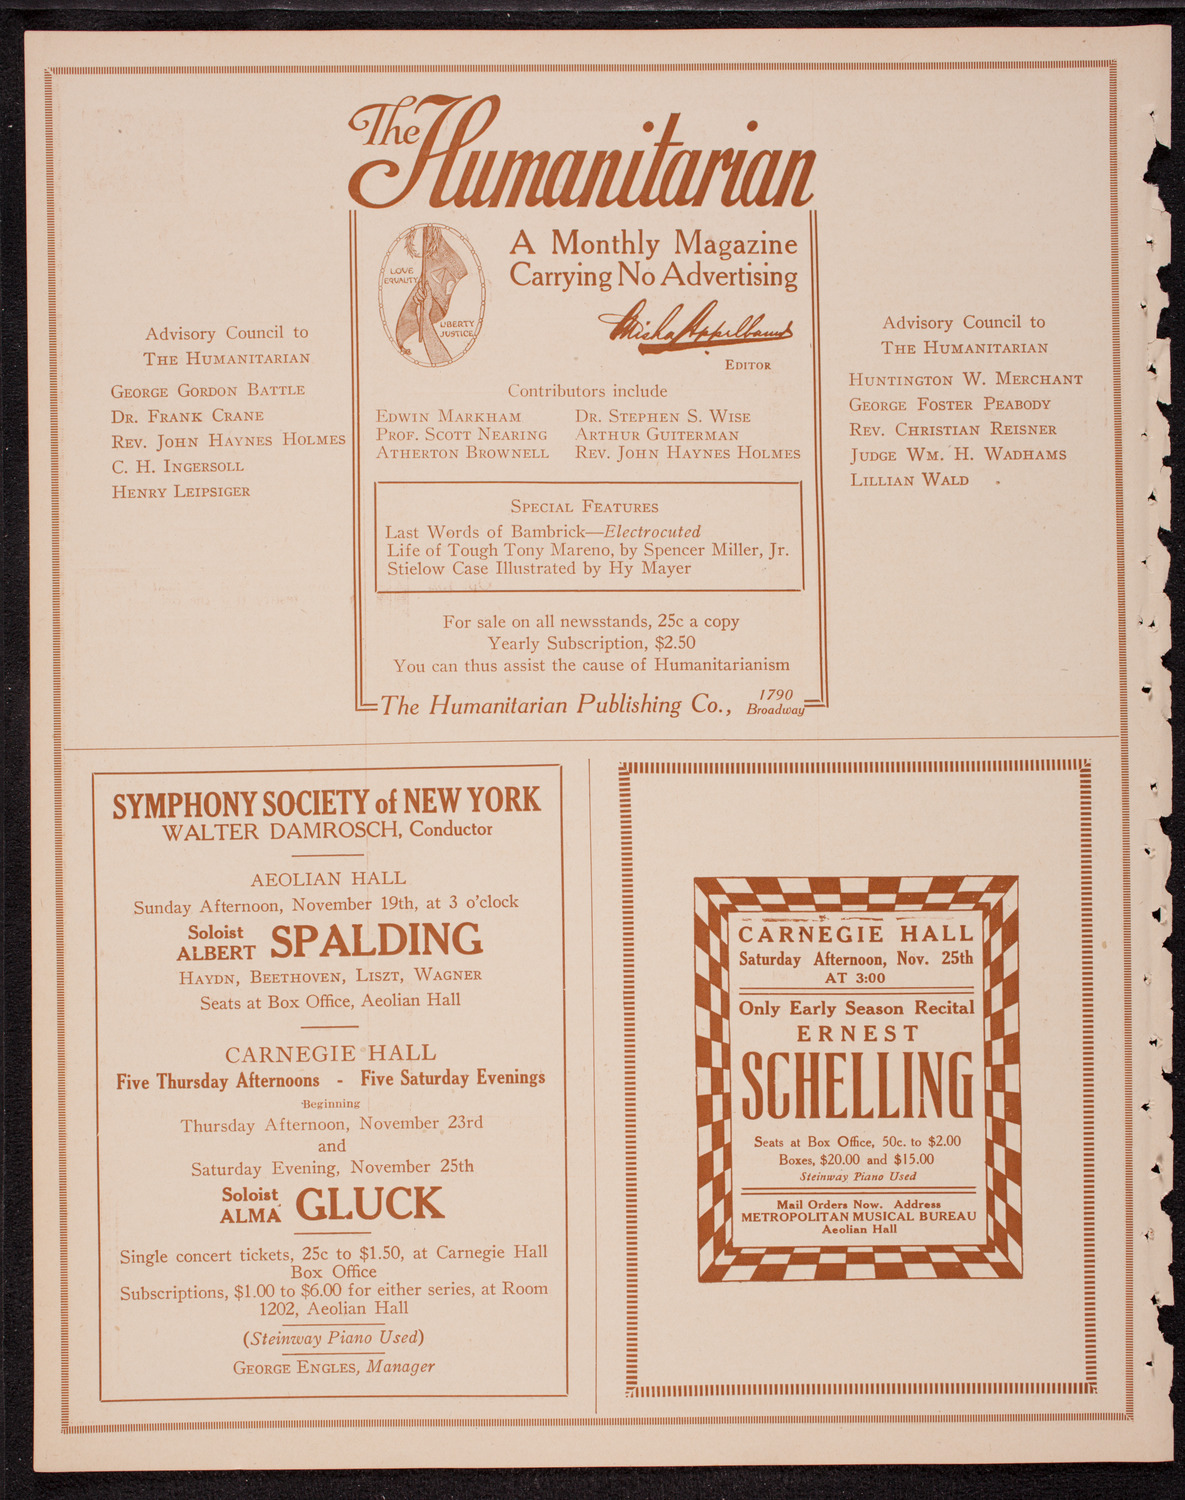 The Humanitarian
A Monthly Magazine
Carrying No Advertising
LOVE
EQUALITY
LIBERTY
JUSTICE
Misha Appelbaum
EDITOR
Contributors include
EDWIN MARKHAM
PROF. SCOTT NEARING
ATHERTON BROWNELL
DR. STEPHEN S. WISE
ARTHUR GUITERMAN
REV. JOHN HAYNES HOLMES
Advisory Council to
THE HUMANITARIAN
GEORGE GORDON BATTLE
DR. FRANK CRANE
REV. JOHN HAYNES HOLMES
C. H. INGERSOLL
HENRY LEIPSIGER
Advisory Council to
THE HUMANITARIAN
HUNTINGTON W. MERCHANT
GEORGE FOSTER PEABODY
REV. CHRISTIAN REISNER
JUDGE WM. H. WADHAMS
LILLIAN WALD
SPECIAL FEATURES
Last Words of Bambrick—Electrocuted
Life of Tough Tony Mareno, by Spencer Miller, Jr.
Stielow Case Illustrated by Hy Mayer
For sale on all newsstands, 25c a copy
Yearly Subscription, $2.50
You can thus assist the cause of Humanitarianism
The Humanitarian Publishing Co., 1790 Broadway
SYMPHONY SOCIETY of NEW YORK
WALTER DAMROSCH, Conductor
AEOLIAN HALL
Sunday Afternoon, November 19th, at 3 o'clock
Soloist
ALBERT SPALDING
HAYDN, BEETHOVEN, LISZT, WAGNER
Seats at Box Office, Aeolian Hall
CARNEGIE HALL
Five Thursday Afternoons - Five Saturday Evenings
Beginning
Thursday Afternoon, November 23rd
and
Saturday Evening, November 25th
Soloist
ALMA GLUCK
Single concert tickets, 25c to $1.50, at Carnegie Hall
Box Office
Subscriptions, $1.00 to $6.00 for either series, at Room
1202, Aeolian Hall
(Steinway Piano Used)
GEORGE ENGLES, Manager
CARNEGIE HALL
Saturday Afternoon, Nov. 25th
AT 3:00
Only Early Season Recital
ERNEST
SCHELLING
Seats at Box Office, 50c. to $2.00
Boxes, $20.00 and $15.00
Steinway Piano Used
Mail Orders Now. Address
METROPOLITAN MUSICAL BUREAU
Aeolian Hall